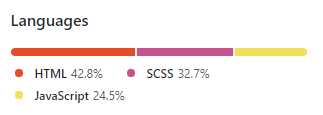 Languages
HTML 42.8% SCSS 32.7%
JavaScript 24.5%